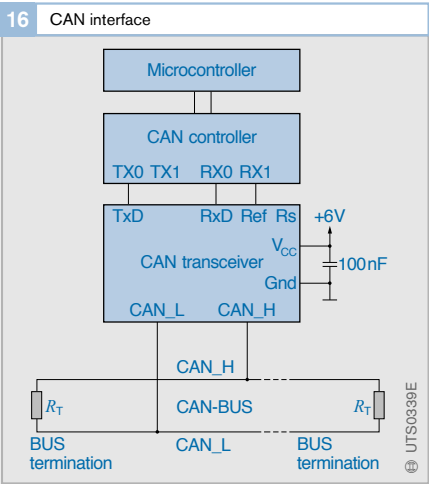 16 CAN interface
Microcontroller
CAN controller
TX0 TX1 RX0 RX1
TxD RxD Ref Rs +6V
VCC
CAN transceiver 100nF
Gnd
CAN_L CAN_H
CAN_H
RT CAN-BUS RT
BUS termination CAN_L BUS termination
UTS0339E